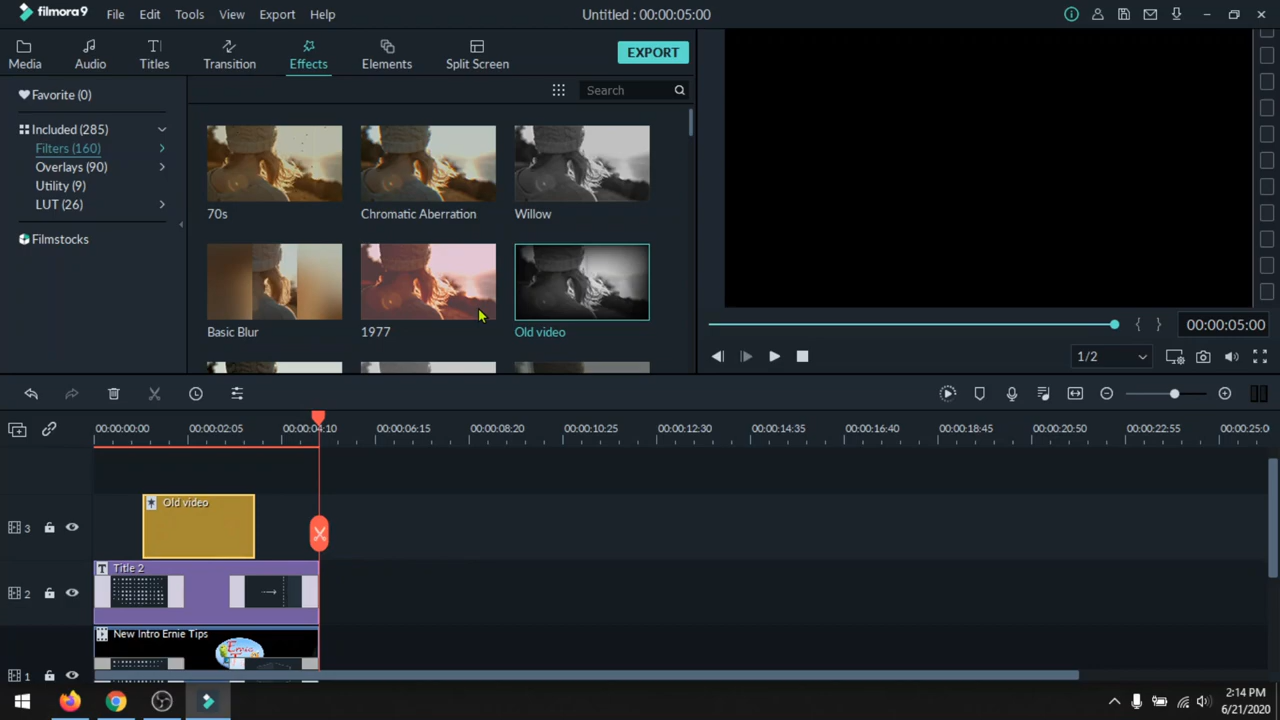 filmora9 File Edit Tools View Export Help Untitled : 00:00:05:00
Media Audio Titles Transition Effects Elements Split Screen EXPORT
Favorite (0)
Included (285)
Filters (160)
Overlays (90)
Utility (9)
LUT (26)
Filmstocks
Search
70s Chromatic Aberration Willow
Basic Blur 1977 Old video
00:00:05:00
1/2
00:00:00:00 00:00:02:05 00:00:04:10 00:00:06:15 00:00:08:20 00:00:10:25 00:00:12:30 00:00:14:35 00:00:16:40 00:00:18:45 00:00:20:50 00:00:22:55 00:00:25:0
Old video
3
Title 2
2
New Intro Ernie Tips
Ernie Tips
1
2:14 PM
6/21/2020